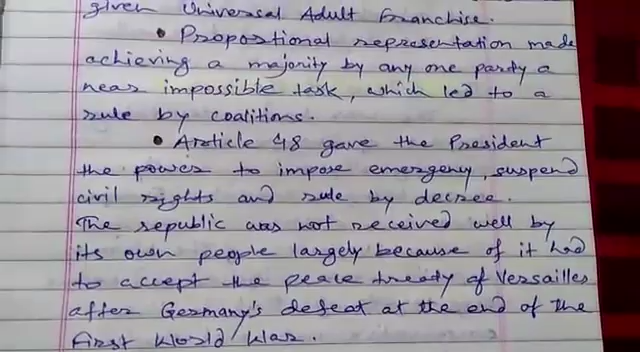 given Universal Adult Franchise.
• Propostional representation made
achieving a majority by any one party a
near impossible task, which led to a
rule by coalitions.
• Article 48 gave the President
the power to impose emergency, suspend
civil rights and rule by decree.
The republic was not received well by
its own people largely because of it had
to accept the peace treaty of Versailles
after Germany's defeat at the end of the
First World War.